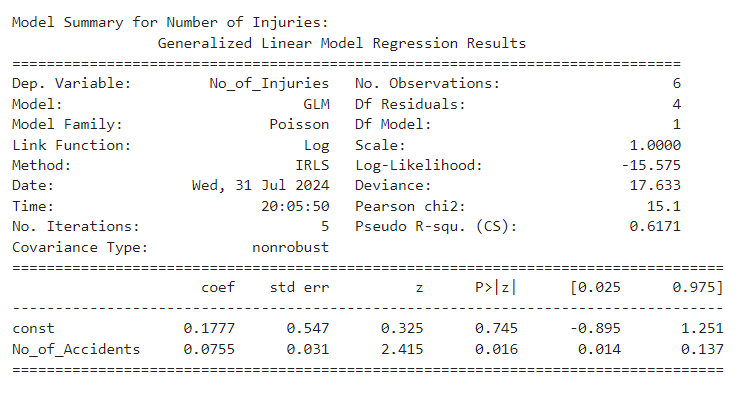 Model Summary for Number of Injuries:
Generalized Linear Model Regression Results
==============================================================================
Dep. Variable: No_of_Injuries No. Observations: 6
Model: GLM Df Residuals: 4
Model Family: Poisson Df Model: 1
Link Function: Log Scale: 1.0000
Method: IRLS Log-Likelihood: -15.575
Date: Wed, 31 Jul 2024 Deviance: 17.633
Time: 20:05:50 Pearson chi2: 15.1
No. Iterations: 5 Pseudo R-squ. (CS): 0.6171
Covariance Type: nonrobust
===================================================================================
coef std err z P>|z| [0.025 0.975]
-----------------------------------------------------------------------------------
const 0.1777 0.547 0.325 0.745 -0.895 1.251
No_of_Accidents 0.0755 0.031 2.415 0.016 0.014 0.137
===================================================================================